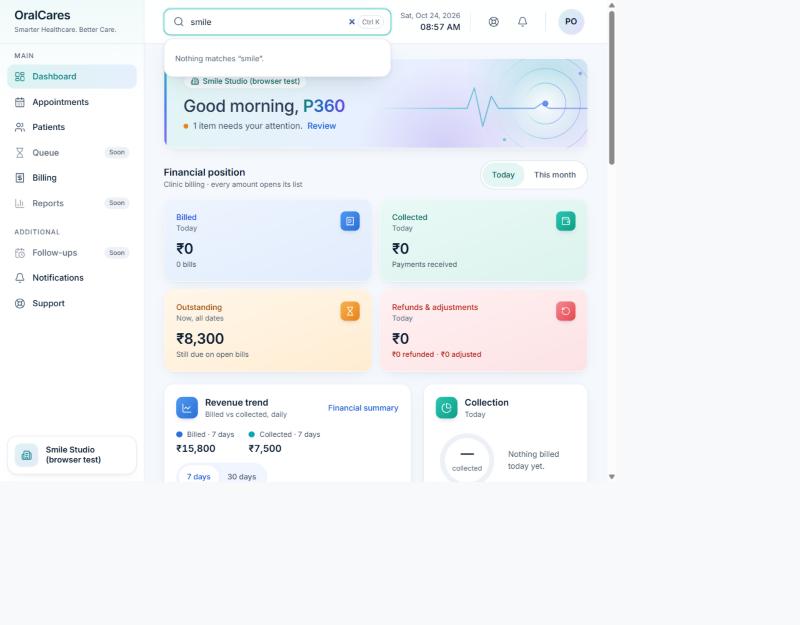 OralCares
Smarter Healthcare. Better Care.
MAIN
Dashboard
Appointments
Patients
Queue Soon
Billing
Reports Soon
ADDITIONAL
Follow-ups Soon
Notifications
Support
Smile Studio
(browser test)
smile
Ctrl K
Sat, Oct 24, 2026
08:57 AM
PO
Nothing matches “smile”.
Smile Studio (browser test)
Good morning, P360
1 item needs your attention. Review
Financial position
Clinic billing · every amount opens its list
Today This month
Billed
Today
₹0
0 bills
Collected
Today
₹0
Payments received
Outstanding
Now, all dates
₹8,300
Still due on open bills
Refunds & adjustments
Today
₹0
₹0 refunded · ₹0 adjusted
Revenue trend
Billed vs collected, daily
Financial summary
Billed · 7 days Collected · 7 days
₹15,800 ₹7,500
7 days 30 days
Collection
Today
—
collected
Nothing billed
today yet.